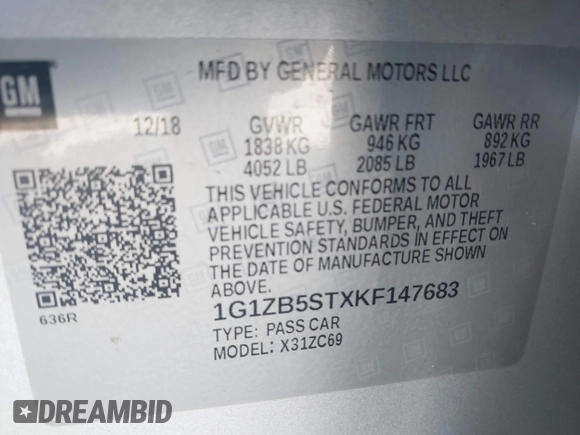 GM
MFD BY GENERAL MOTORS LLC
12/18 GVWR GAWR FRT GAWR RR
1838 KG 946 KG 892 KG
4052 LB 2085 LB 1967 LB
THIS VEHICLE CONFORMS TO ALL
APPLICABLE U.S. FEDERAL MOTOR
VEHICLE SAFETY, BUMPER, AND THEFT
PREVENTION STANDARDS IN EFFECT ON
THE DATE OF MANUFACTURE SHOWN
ABOVE.
636R
1G1ZB5STXKF147683
TYPE: PASS CAR
MODEL: X31ZC69
DREAMBID